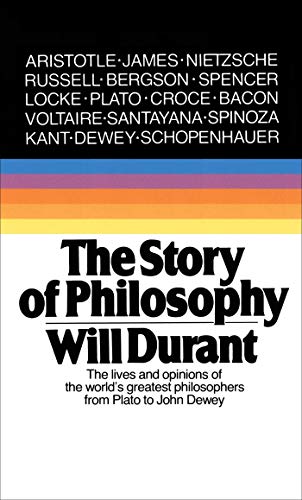 ARISTOTLE·JAMES·NIETZSCHE
RUSSELL·BERGSON·SPENCER
LOCKE·PLATO·CROCE·BACON
VOLTAIRE·SANTAYANA·SPINOZA
KANT·DEWEY·SCHOPENHAUER
The Story
of Philosophy
Will Durant
The lives and opinions of
the world's greatest philosophers
from Plato to John Dewey